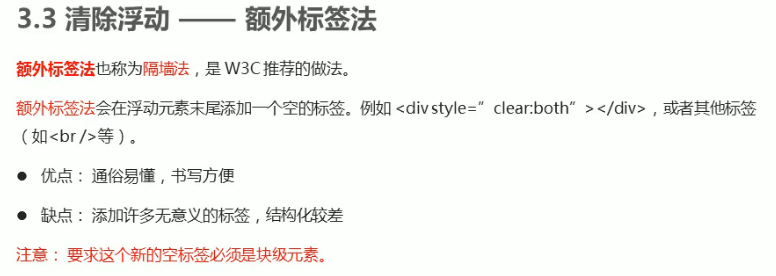 3.3 清除浮动 —— 额外标签法
额外标签法也称为隔墙法，是 W3C 推荐的做法。
额外标签法会在浮动元素末尾添加一个空的标签。例如 <div style=”clear:both”></div>，或者其他标签
（如<br />等）。
● 优点： 通俗易懂，书写方便
● 缺点： 添加许多无意义的标签，结构化较差
注意： 要求这个新的空标签必须是块级元素。